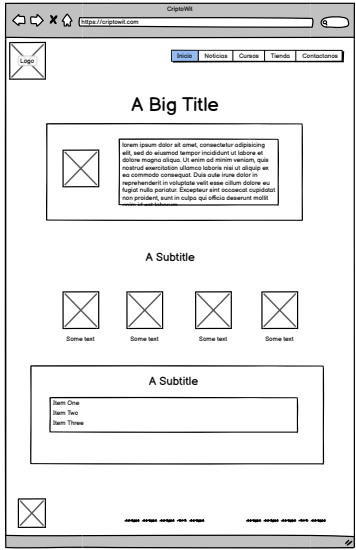 CriptoWit
https://criptowit.com
Logo
Inicio Noticias Cursos Tienda Contactanos
A Big Title
lorem ipsum dolor sit amet, consectetur adipisicing
elit, sed do eiusmod tempor incididunt ut labore et
dolore magna aliqua. Ut enim ad minim veniam, quis
nostrud exercitation ullamco laboris nisi ut aliquip ex
ea commodo consequat. Duis aute irure dolor in
reprehenderit in voluptate velit esse cillum dolore eu
fugiat nulla pariatur. Excepteur sint occaecat cupidatat
non proident, sunt in culpa qui officia deserunt mollit
A Subtitle
Some text Some text Some text Some text
A Subtitle
Item One
Item Two
Item Three